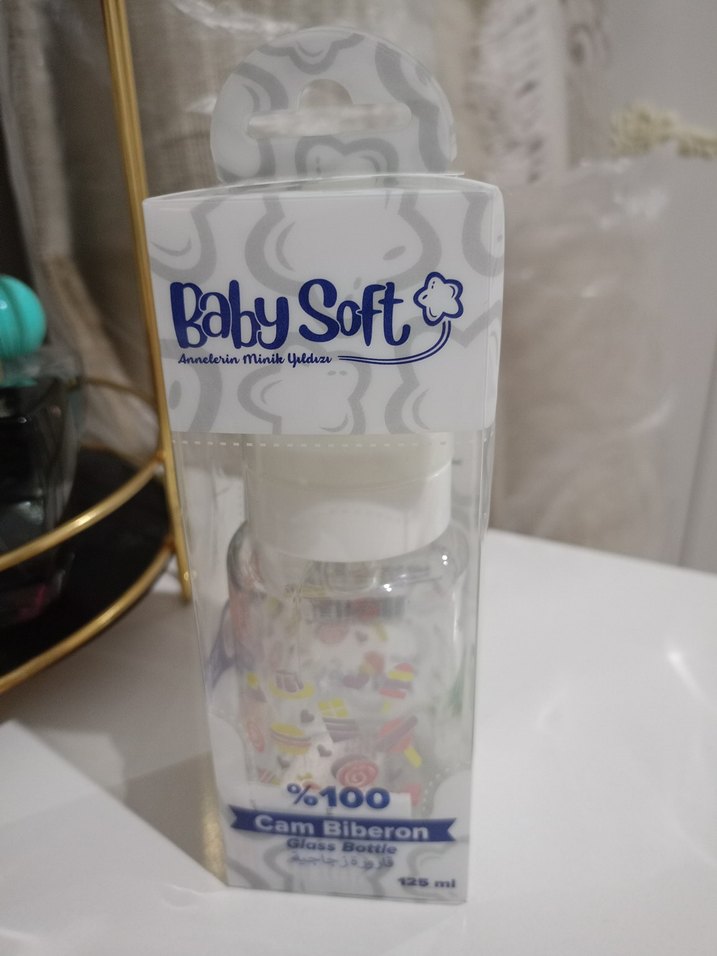 Baby Soft
Annelerin Minik Yıldızı
%100
Cam Biberon
Glass Bottle
قارورة زجاجية
125 ml